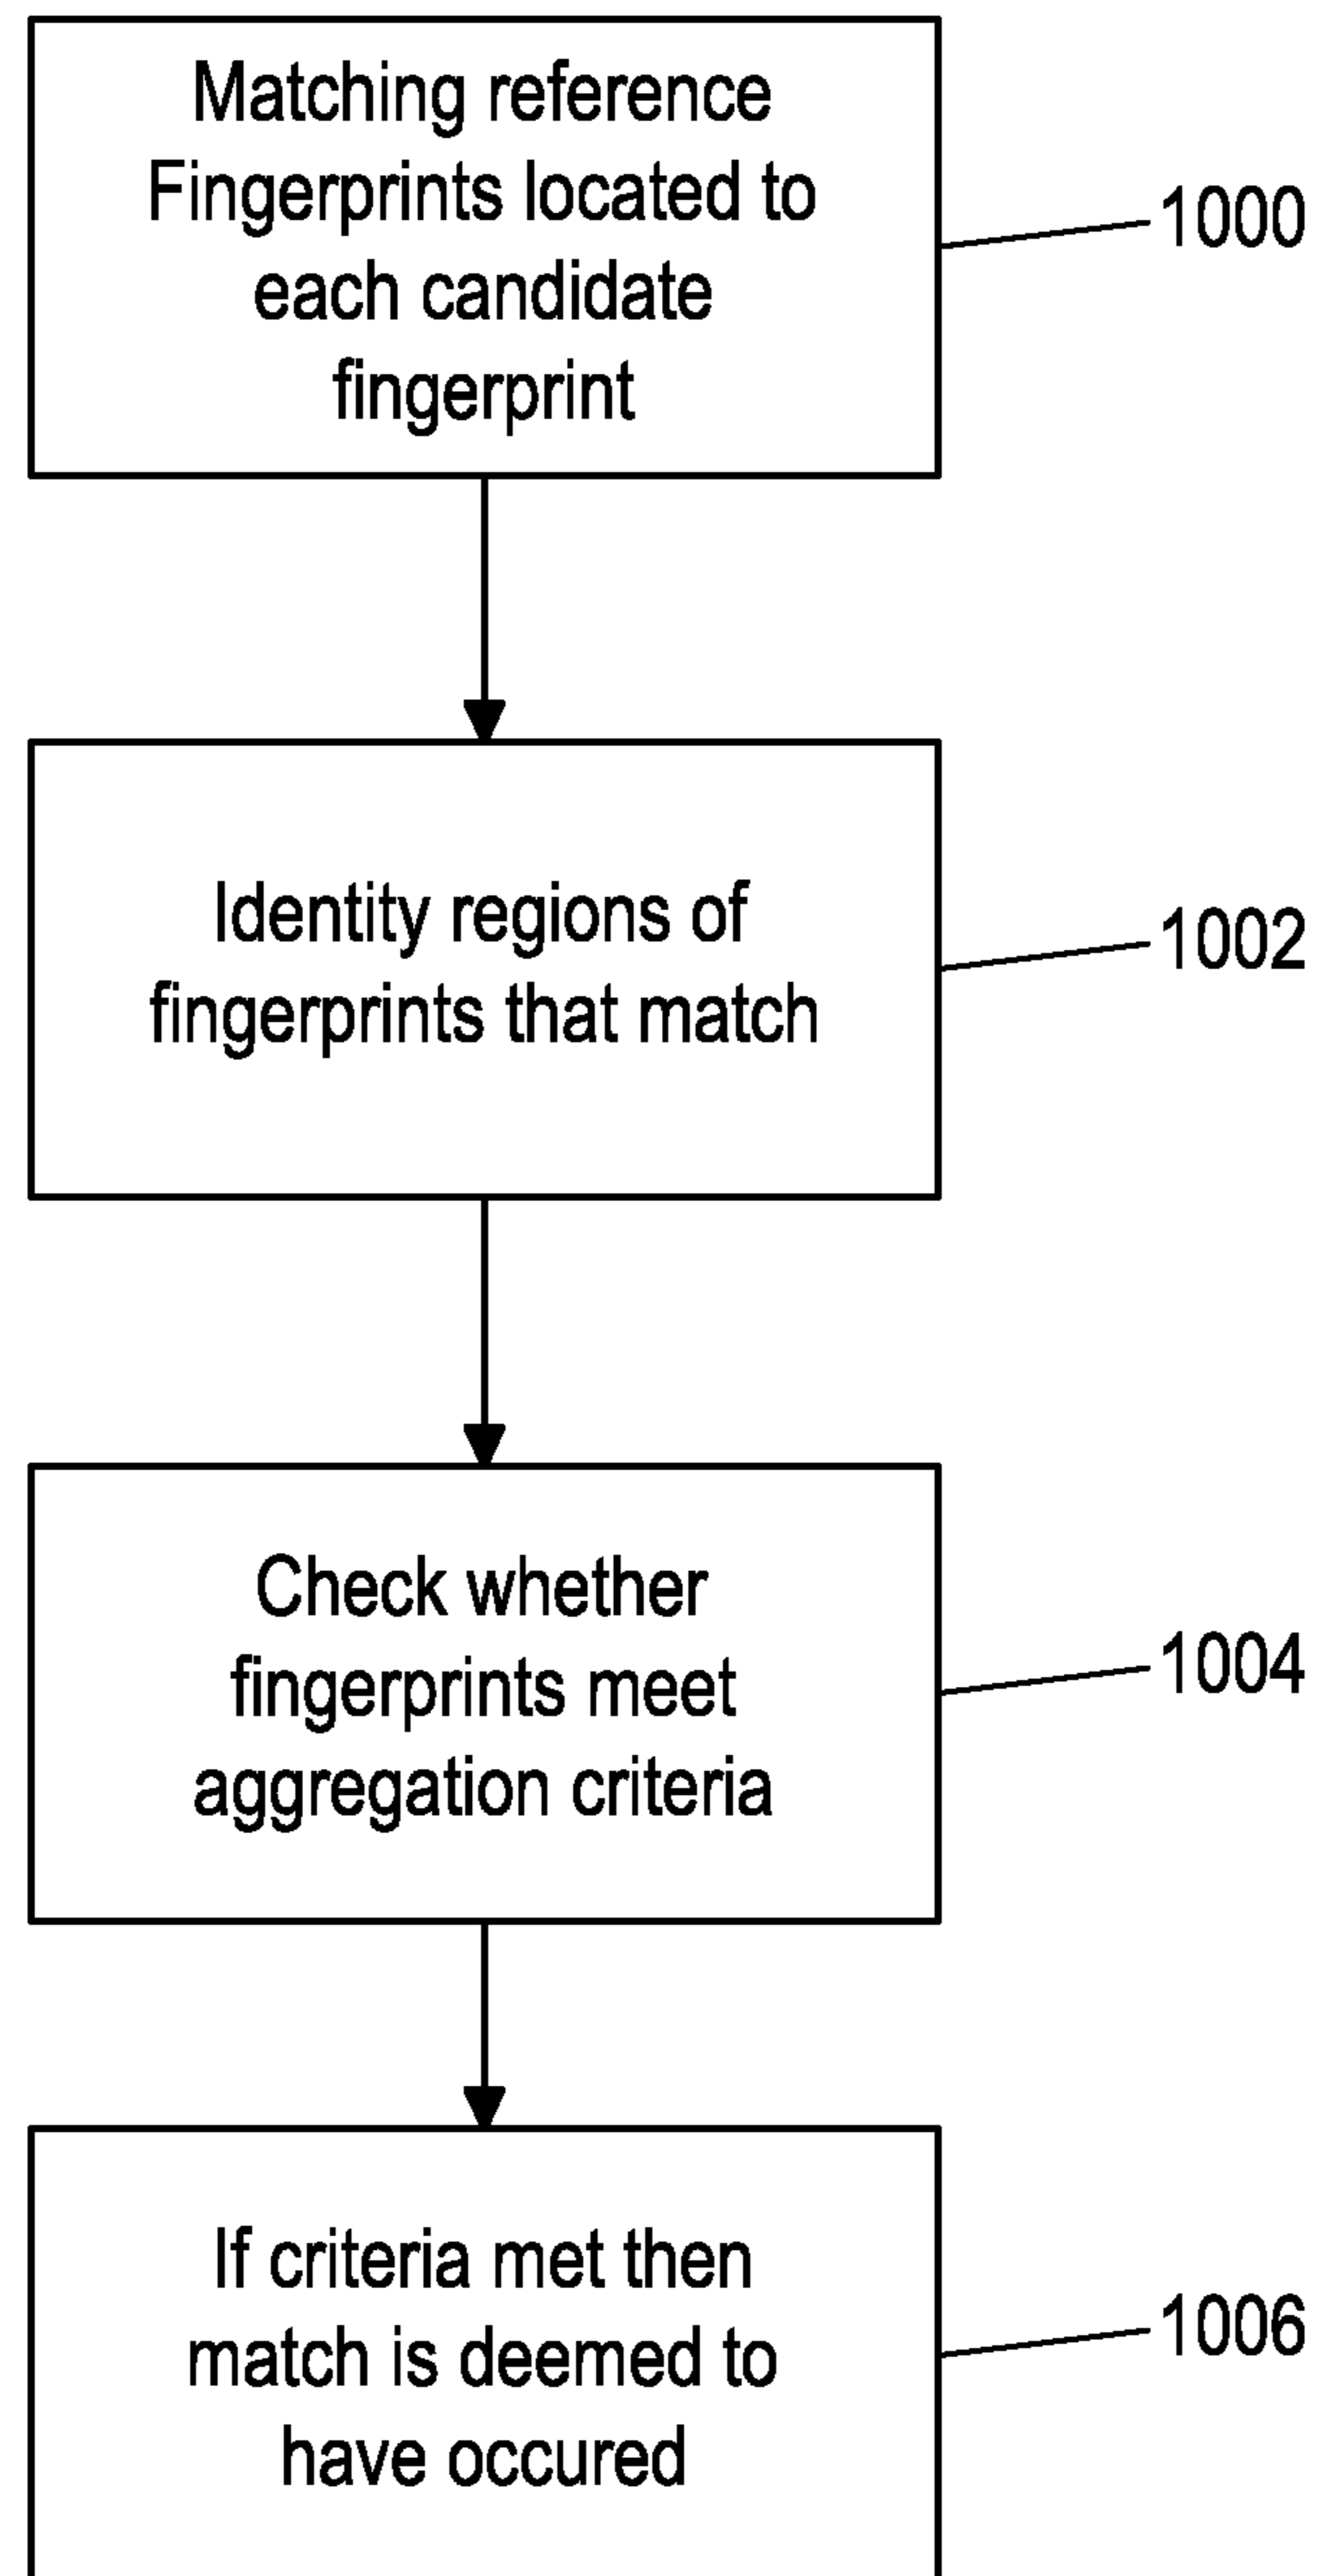 Matching reference
Fingerprints located to
each candidate
fingerprint
1000
Identity regions of
fingerprints that match
1002
Check whether
fingerprints meet
aggregation criteria
1004
If criteria met then
match is deemed to
have occured
1006